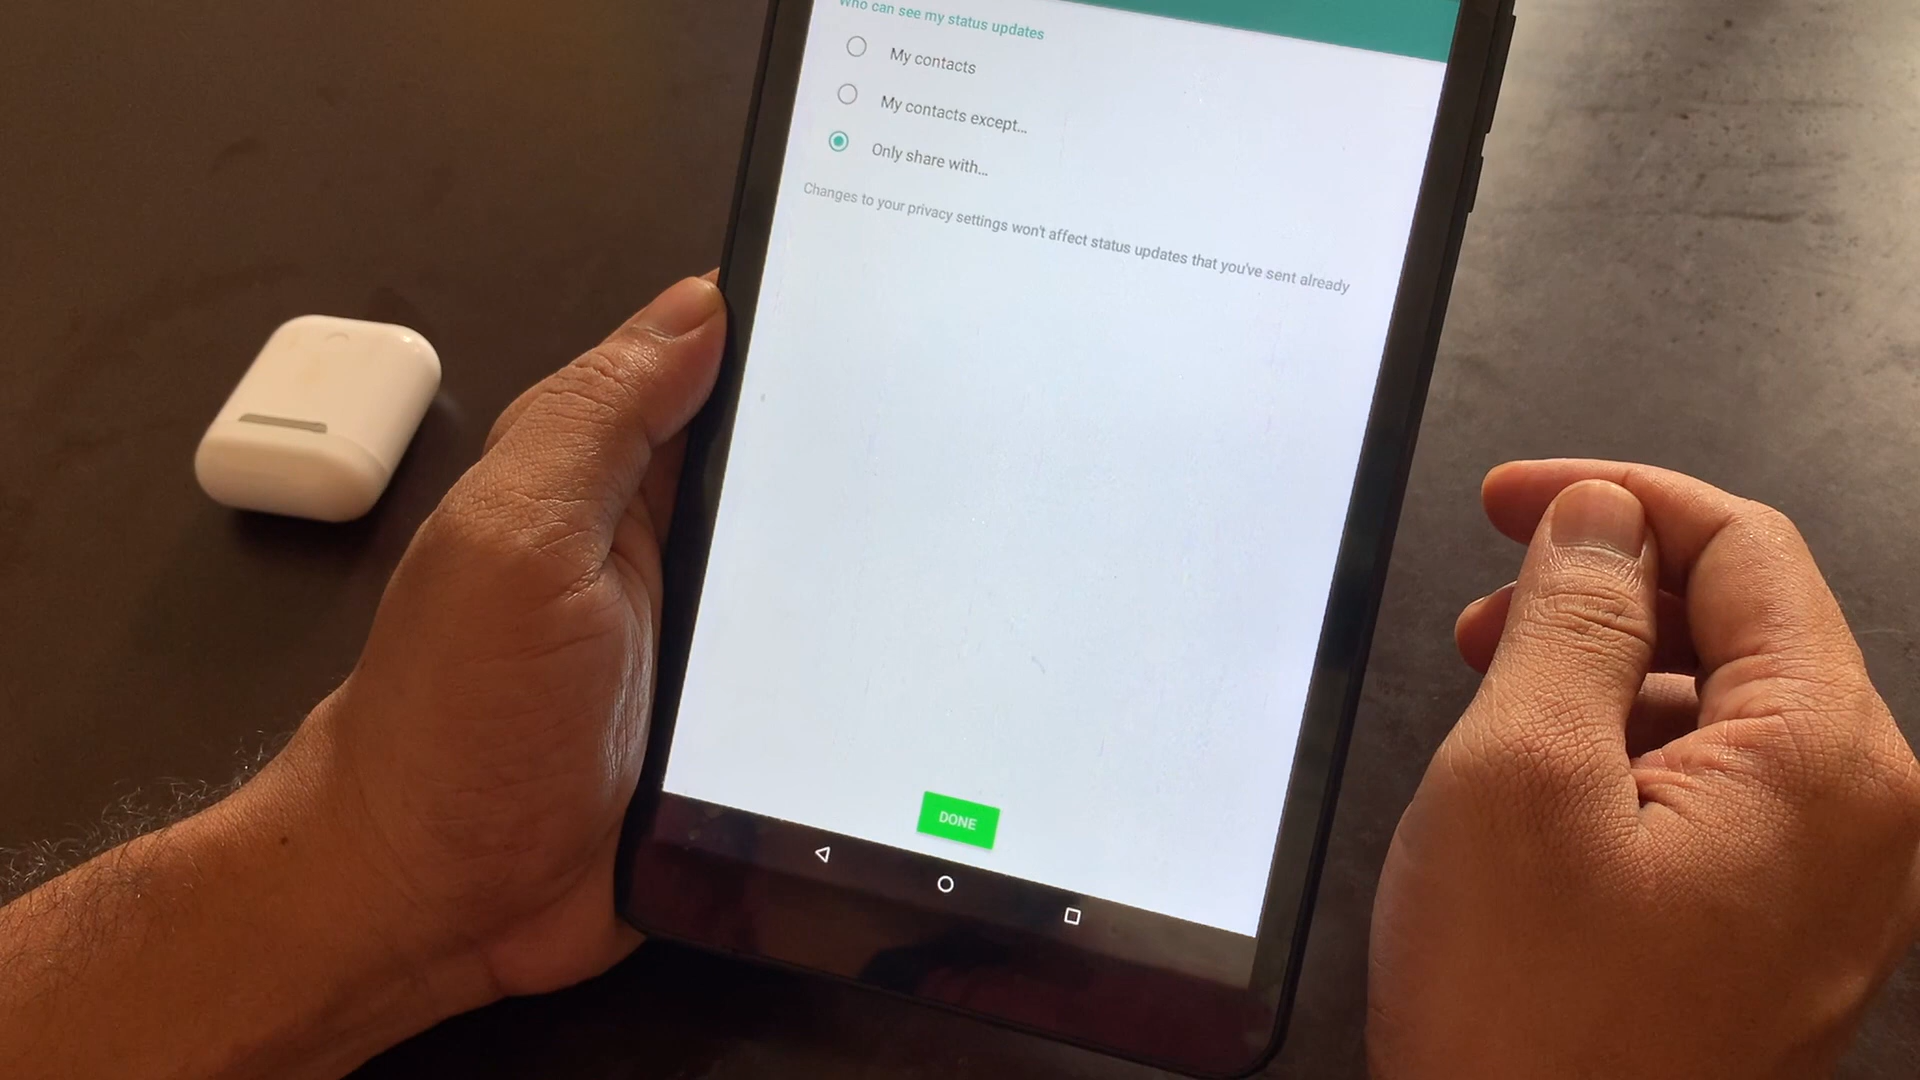 Who can see my status updates
My contacts
My contacts except...
Only share with...
Changes to your privacy settings won't affect status updates that you've sent already
DONE